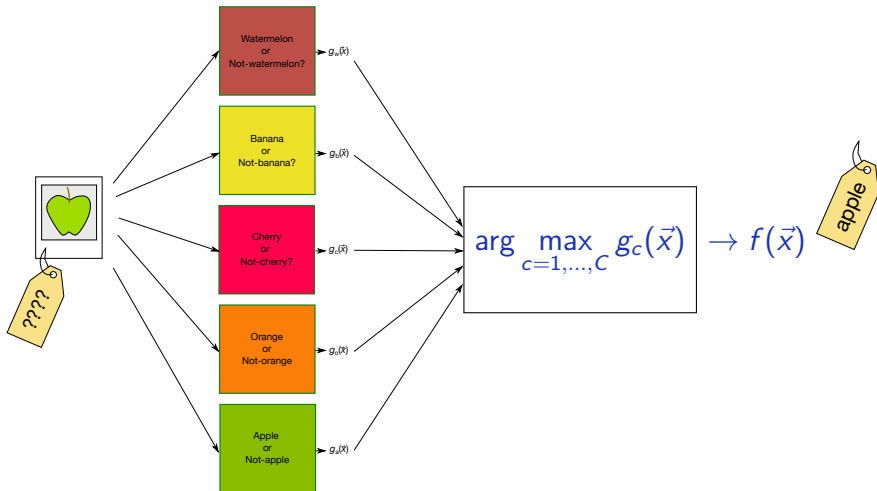 Watermelon
or
Not-watermelon?
g_w(x⃗)
Banana
or
Not-banana?
g_b(x⃗)
????
Cherry
or
Not-cherry?
g_c(x⃗)
arg max g_c(x⃗) → f(x⃗)
c=1,...,C
apple
Orange
or
Not-orange
g_o(x⃗)
Apple
or
Not-apple
g_a(x⃗)